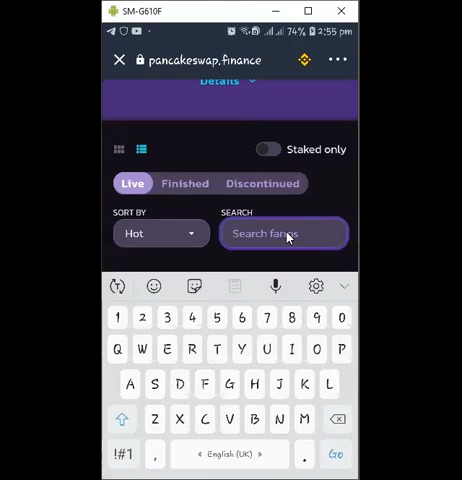 SM-G610F
74% 2:55 pm
pancakeswap.finance
Details
Staked only
Live Finished Discontinued
SORT BY SEARCH
Hot Search farms
1 2 3 4 5 6 7 8 9 0
Q W E R T Y U I O P
A S D F G H J K L
Z X C V B N M
!#1 , English (UK) . Go